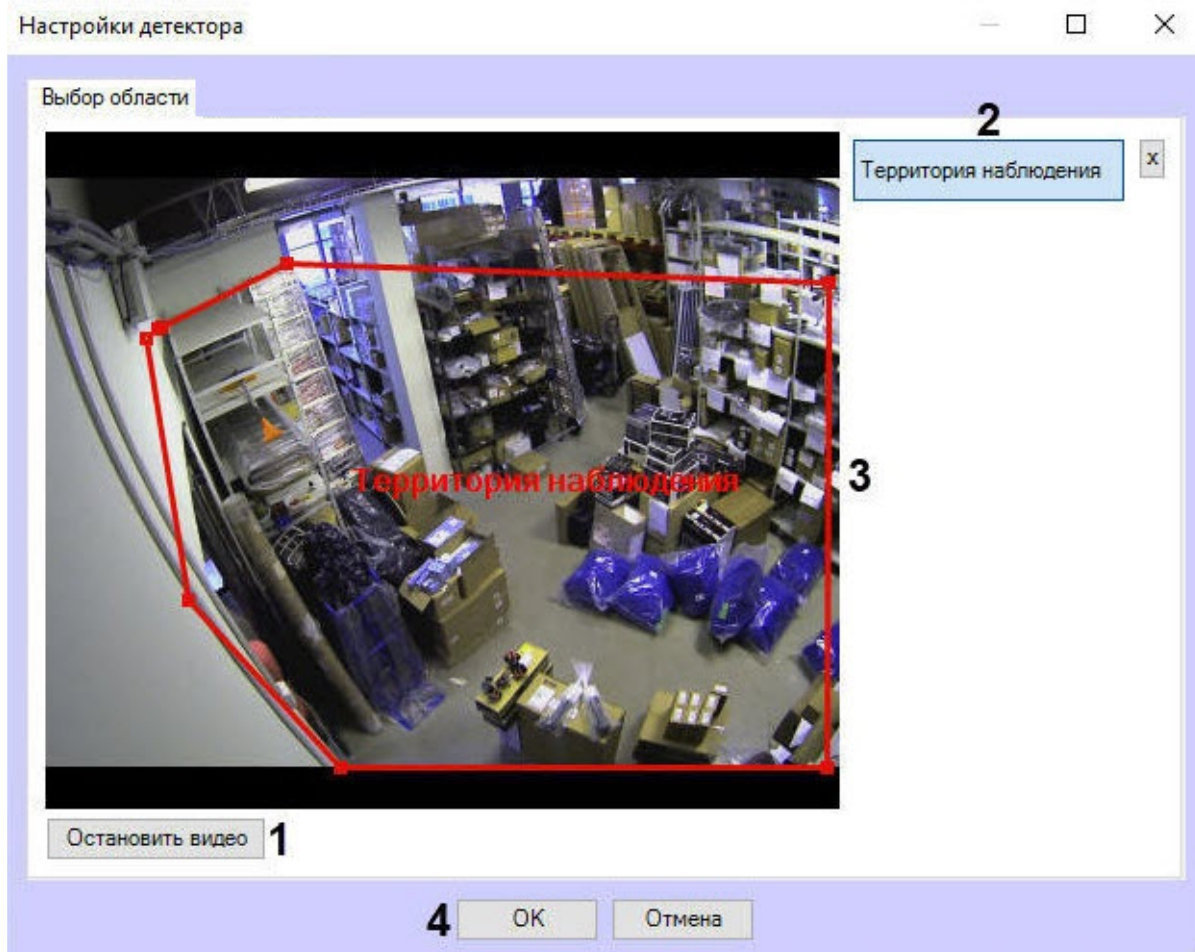 Настройки детектора
Выбор области
2
Территория наблюдения
x
Территория наблюдения
3
Остановить видео
1
4
OK
Отмена